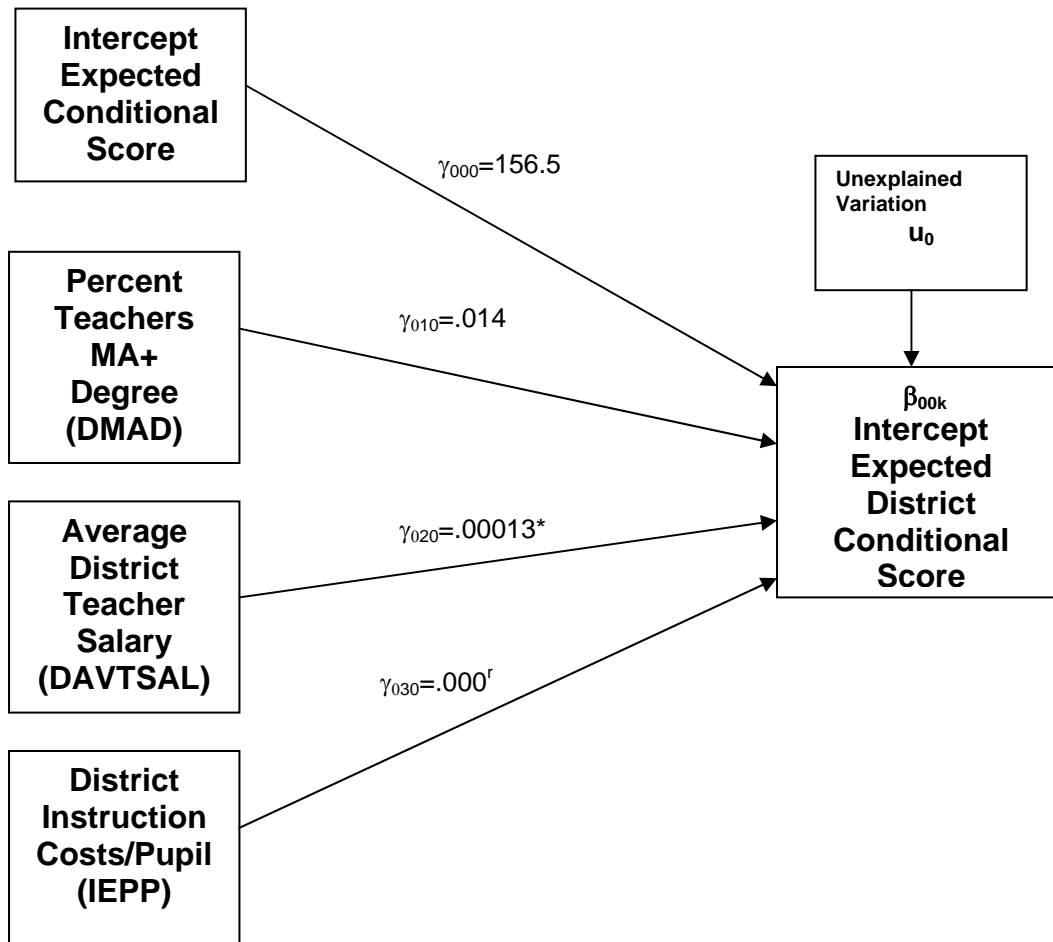 Intercept
Expected
Conditional
Score
γ000=156.5
Unexplained
Variation
u0
Percent
Teachers
MA+
Degree
(DMAD)
γ010=.014
β00k
Intercept
Expected
District
Conditional
Score
Average
District
Teacher
Salary
(DAVTSAL)
γ020=.00013*
γ030=.000r
District
Instruction
Costs/Pupil
(IEPP)